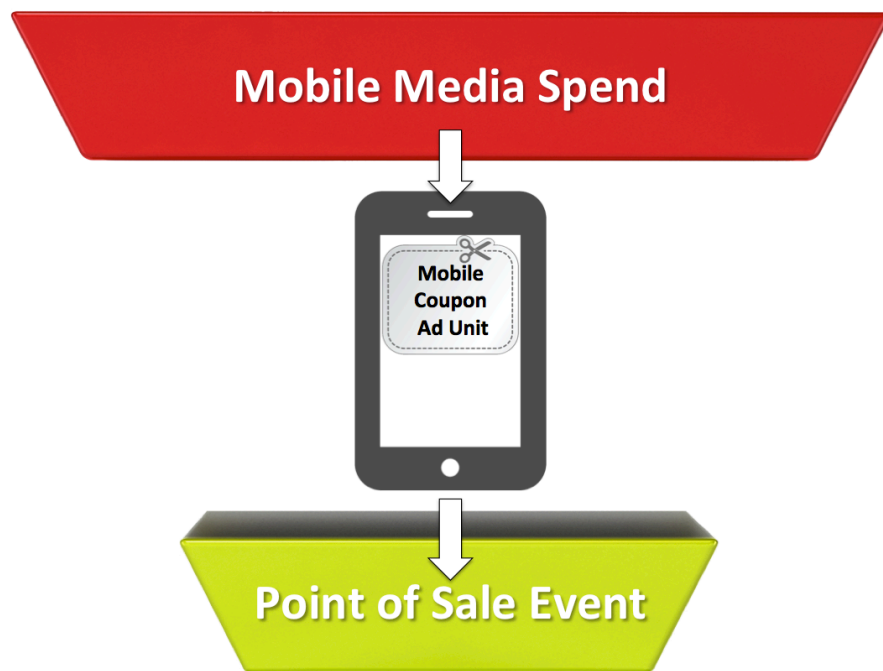 Mobile Media Spend
Mobile
Coupon
Ad Unit
Point of Sale Event